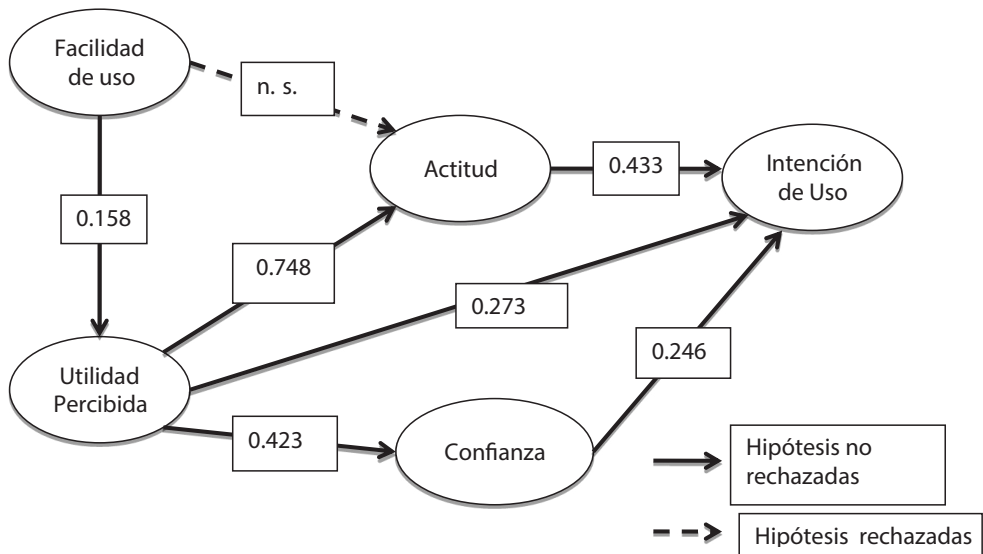 Facilidad
de uso
n. s.
Actitud
0.433
Intención
de Uso
0.158
0.748
0.273
0.246
Utilidad
Percibida
0.423
Confianza
Hipótesis no
rechazadas
Hipótesis rechazadas